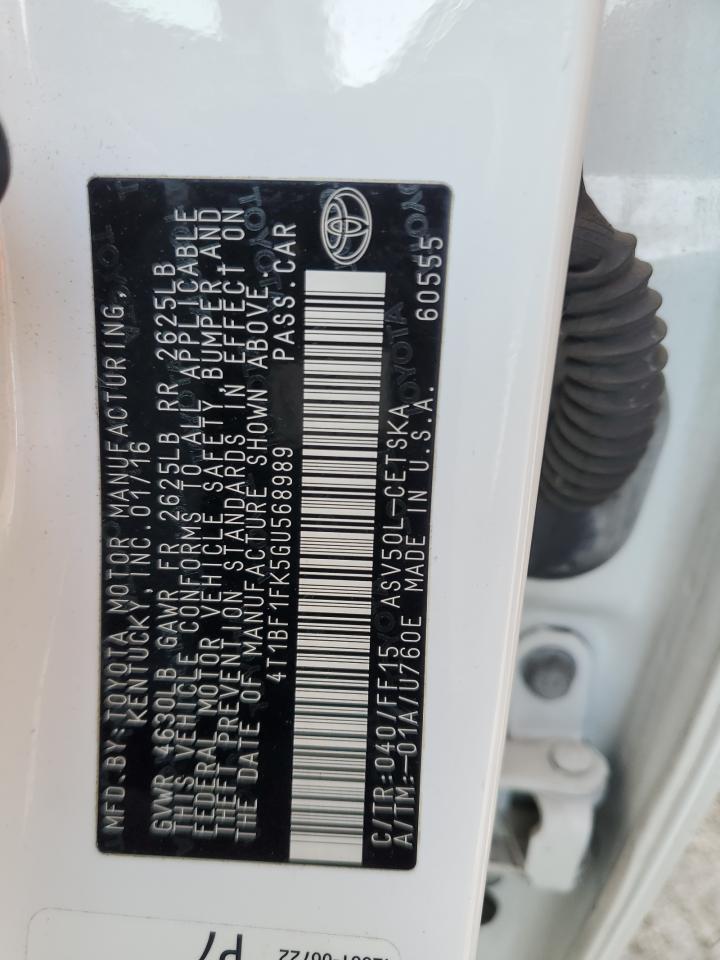 MFD.BY:TOYOTA MOTOR MANUFACTURING,
KENTUCKY,INC. 01/16
GVWR 4630LB GAWR FR 2625LB RR 2625LB
THIS VEHICLE CONFORMS TO ALL APPLICABLE
FEDERAL MOTOR VEHICLE SAFETY, BUMPER AND
THEFT PREVENTION STANDARDS IN EFFECT ON
THE DATE OF MANUFACTURE SHOWN ABOVE.
4T1BF1FK5GU568989 PASS.CAR
C/TR:040/FF15 ASV50L-CETSKA
A/TM:-01A/U760E MADE IN U.S.A. 60555
P7